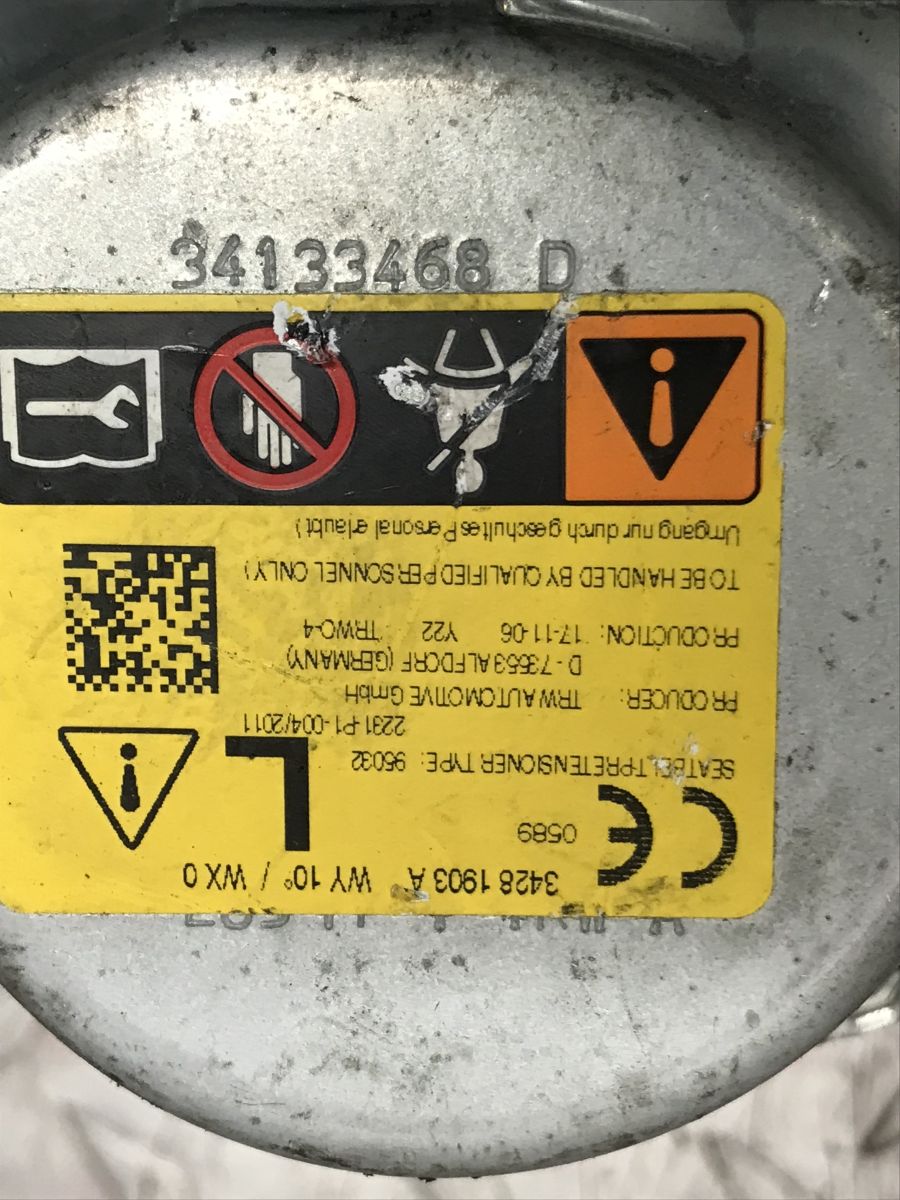 34133468 D
3428 1903 A WY 10° / WX 0
CE 0589
SEATBELTPRETENSIONER TYPE: 95032
L
2231-P1-004/2011
PRODUCER: TRW AUTOMOTIVE GmbH
D - 73553 ALFDORF (GERMANY)
PRODUCTION: 17-11-06 Y22 TRWO-4
TO BE HANDLED BY QUALIFIED PERSONNEL ONLY)
Umgang nur durch geschultes Personal erlaubt)